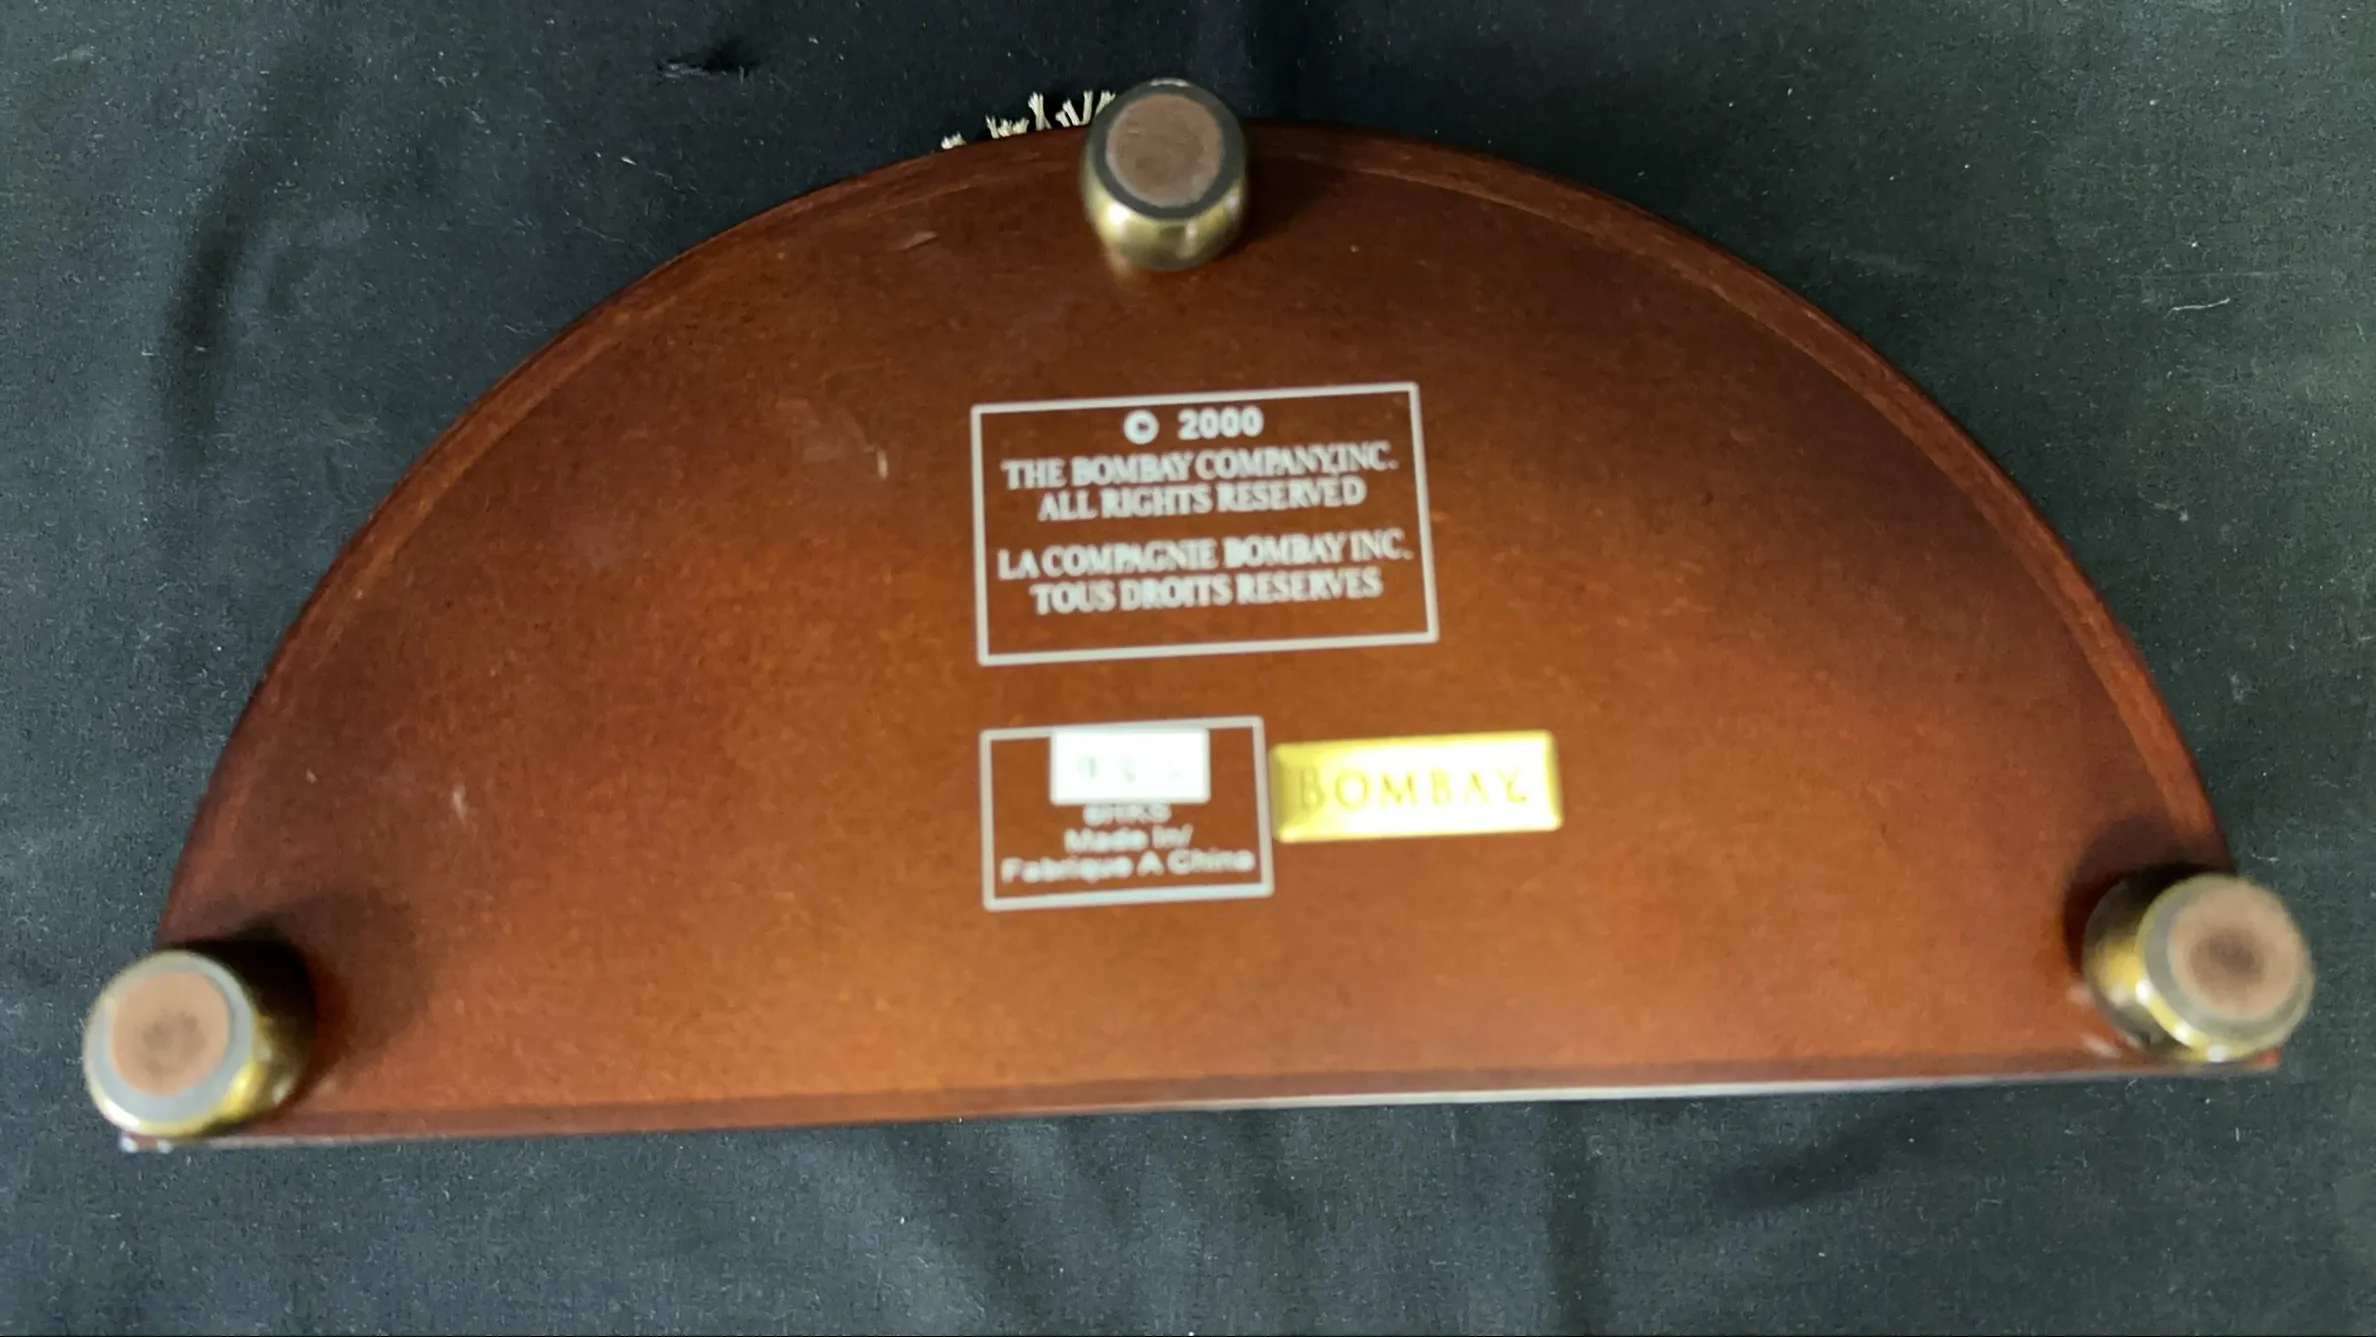 © 2000
THE BOMBAY COMPANY,INC.
ALL RIGHTS RESERVED
LA COMPAGNIE BOMBAY INC.
TOUS DROITS RESERVES
Made In/
Fabrique A China
BOMBAY